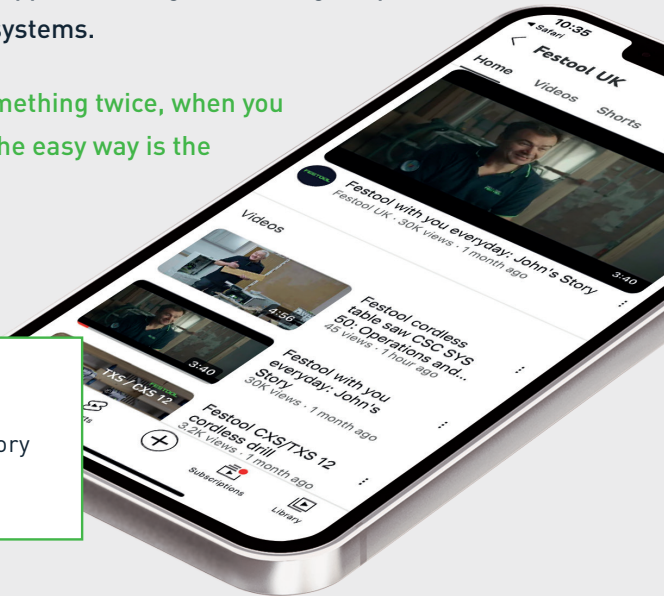 systems.
mething twice, when you
he easy way is the
ory
10:35
Safari
Festool UK
Home Videos Shorts
3:40
FESTOOL
Festool with you everyday: John's Story
Festool UK · 30K views · 1 month ago
Videos
4:56
Festool cordless
table saw CSC SYS
50: Operations and...
45 views · 1 hour ago
3:40
Festool with you
everyday: John's
Story
30K views · 1 month ago
TXS / CXS 12
FESTOOL
Festool CXS/TXS 12
cordless drill
3.2K views · 1 month ago
Subscriptions
Library